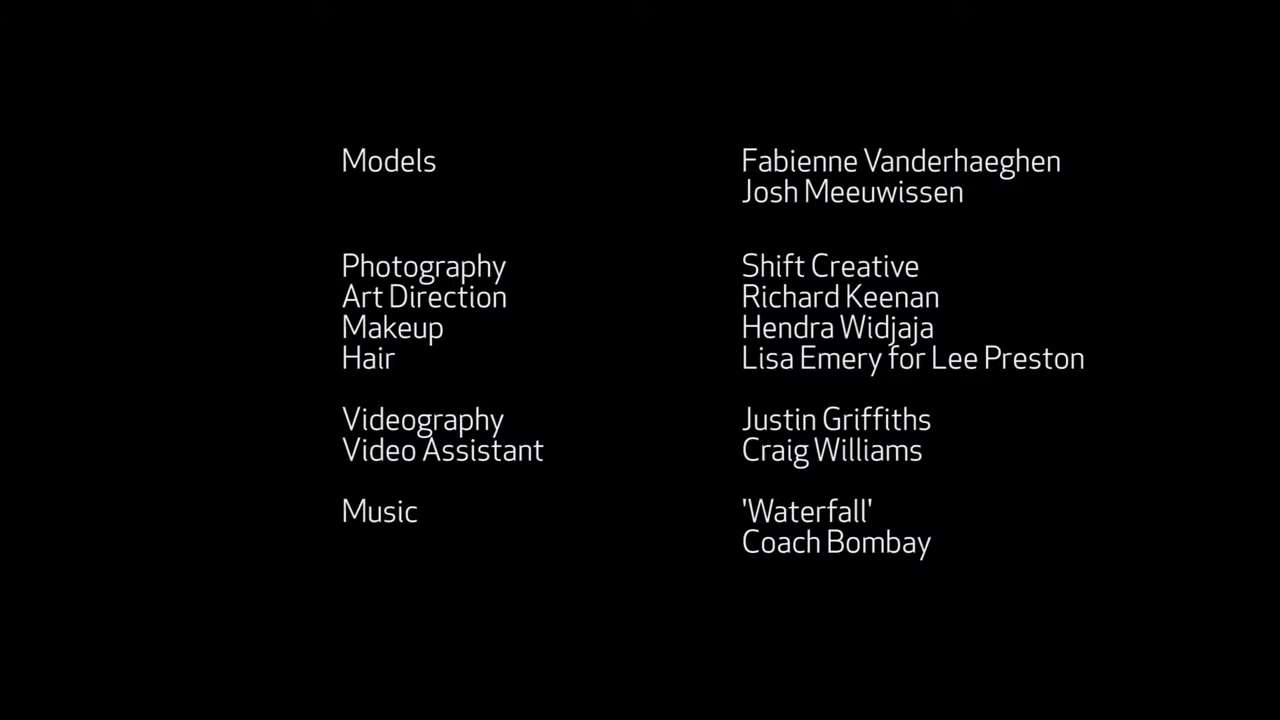 Models Fabienne Vanderhaeghen
Josh Meeuwissen
Photography Shift Creative
Art Direction Richard Keenan
Makeup Hendra Widjaja
Hair Lisa Emery for Lee Preston
Videography Justin Griffiths
Video Assistant Craig Williams
Music 'Waterfall'
Coach Bombay